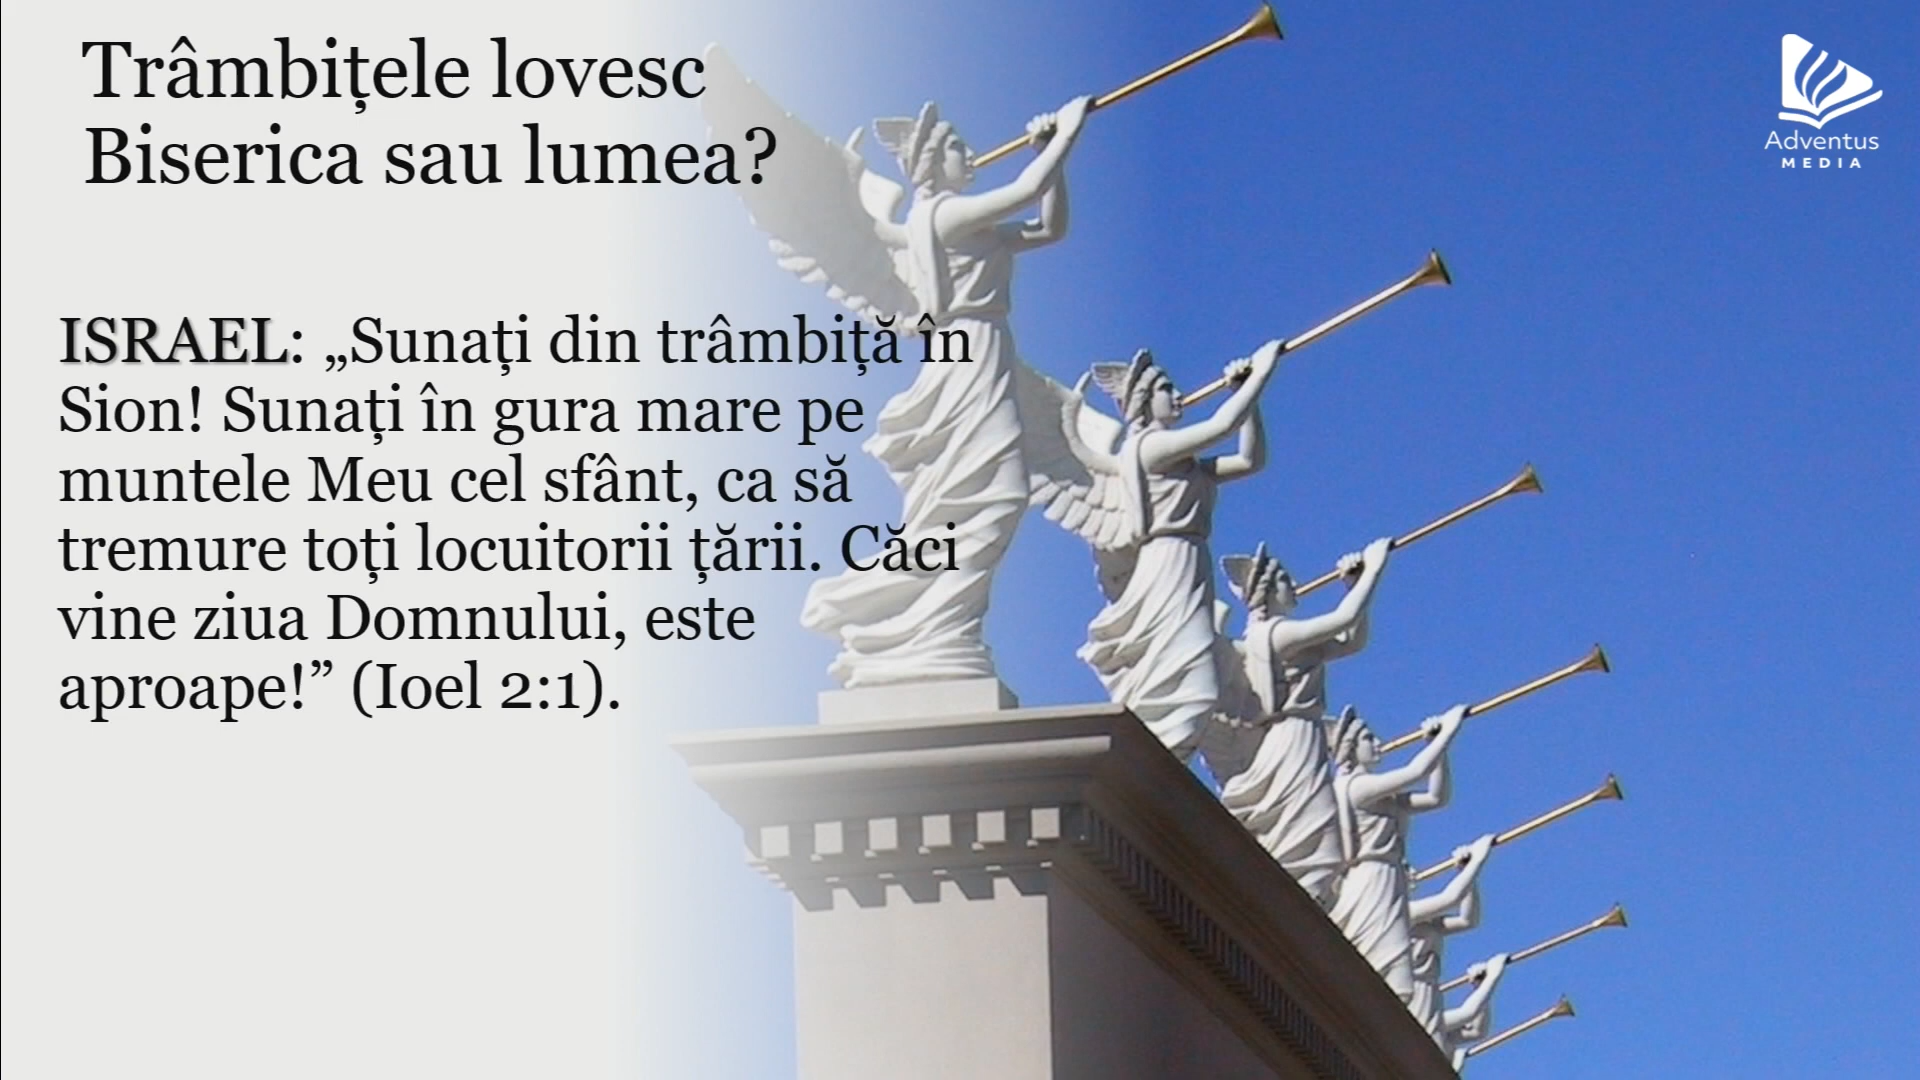 Trâmbițele lovesc
Biserica sau lumea?
Adventus
MEDIA
ISRAEL: „Sunați din trâmbiță în
Sion! Sunați în gura mare pe
muntele Meu cel sfânt, ca să
tremure toți locuitorii țării. Căci
vine ziua Domnului, este
aproape!” (Ioel 2:1).